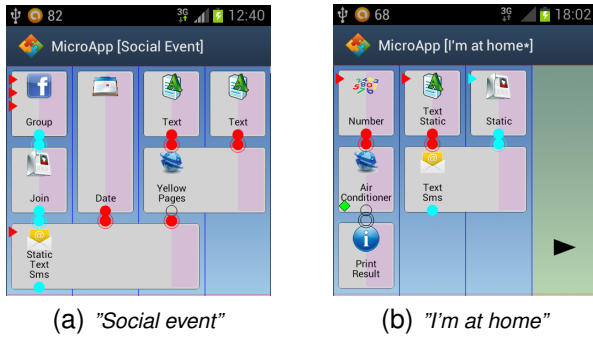 82 3G 12:40
MicroApp [Social Event]
Group Text Text
Join Date Yellow Pages
Static Text Sms
(a) "Social event"
68 3G 18:02
MicroApp [I'm at home*]
Number Text Static Static
Air Conditioner Text Sms
Print Result
(b) "I'm at home"